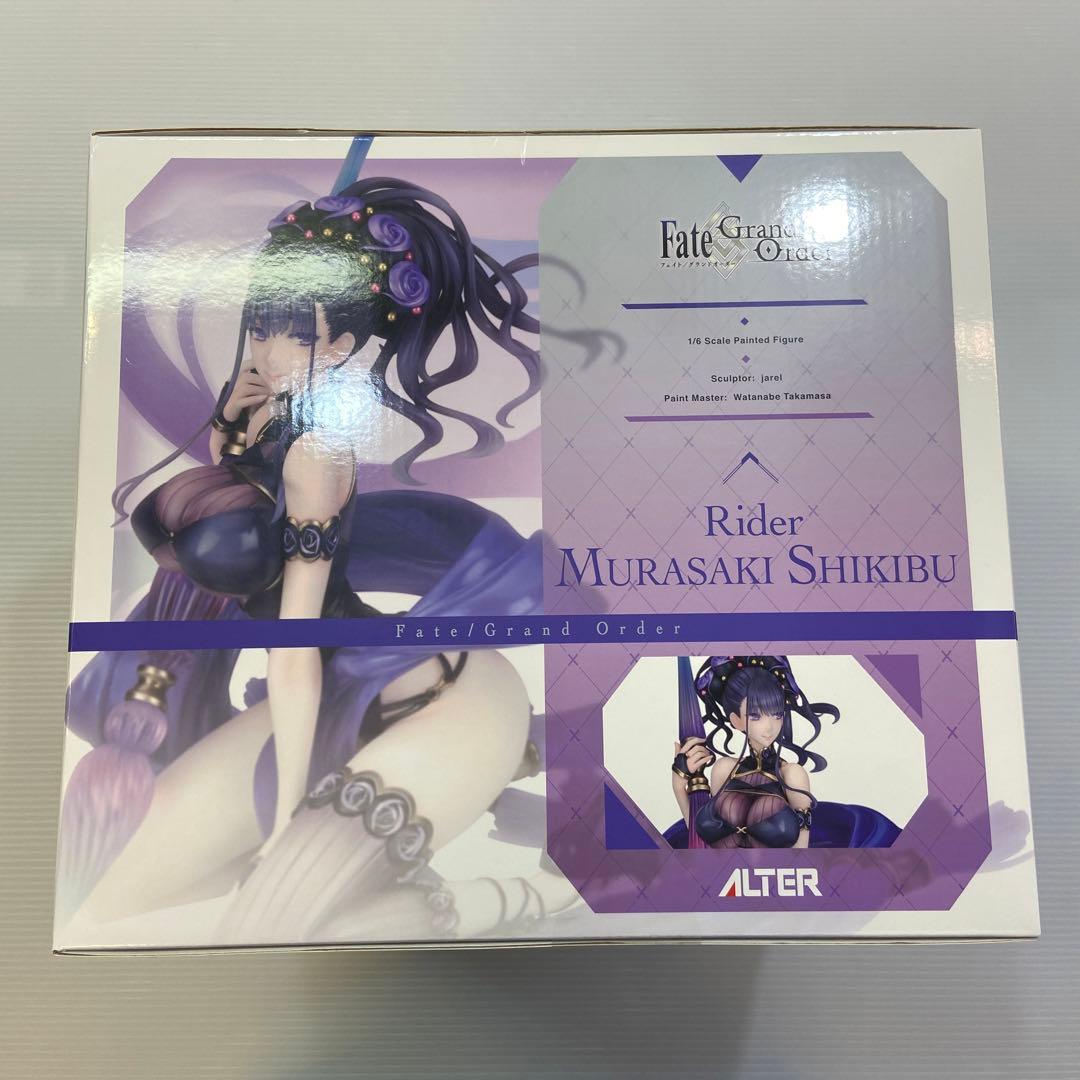 Fate
Grand
Order
フェイト/グランドオーダー
1/6 Scale Painted Figure
Sculptor: jarel
Paint Master: Watanabe Takamasa
Rider
MURASAKI SHIKIBU
Fate/Grand Order
ALTER